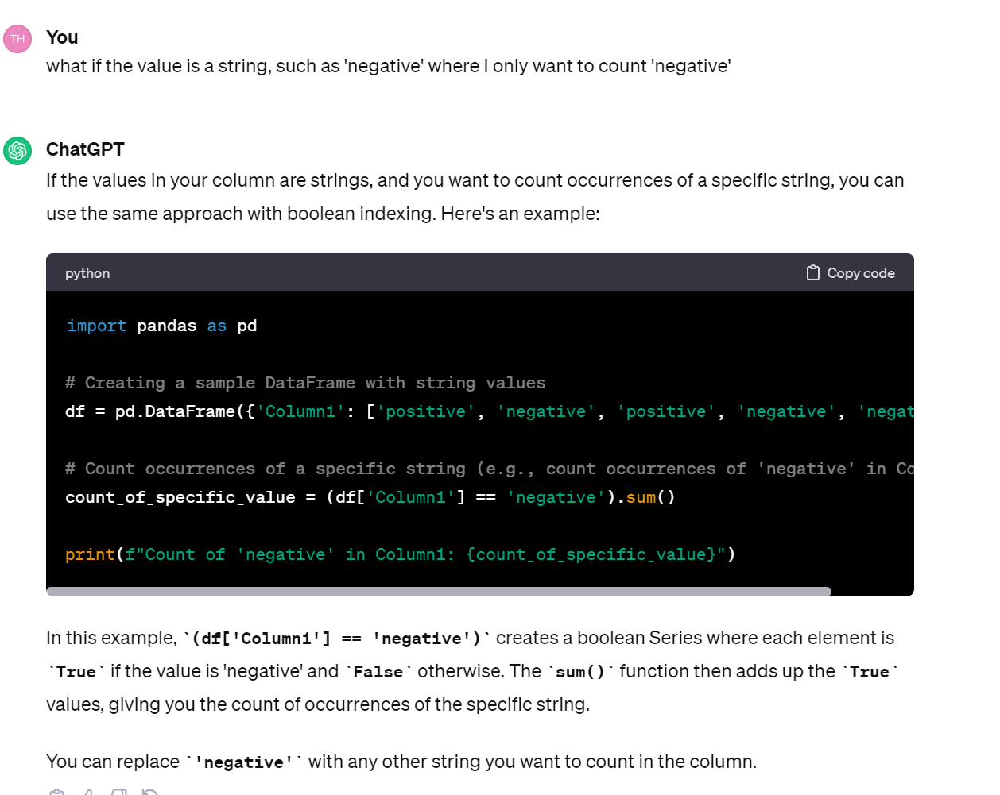 TH
You
what if the value is a string, such as 'negative' where I only want to count 'negative'
ChatGPT
If the values in your column are strings, and you want to count occurrences of a specific string, you can
use the same approach with boolean indexing. Here's an example:
python
Copy code
import pandas as pd
# Creating a sample DataFrame with string values
df = pd.DataFrame({'Column1': ['positive', 'negative', 'positive', 'negative', 'negat
# Count occurrences of a specific string (e.g., count occurrences of 'negative' in Co
count_of_specific_value = (df['Column1'] == 'negative').sum()
print(f"Count of 'negative' in Column1: {count_of_specific_value}")
In this example, `(df['Column1'] == 'negative')` creates a boolean Series where each element is
`True` if the value is 'negative' and `False` otherwise. The `sum()` function then adds up the `True`
values, giving you the count of occurrences of the specific string.
You can replace `'negative'` with any other string you want to count in the column.